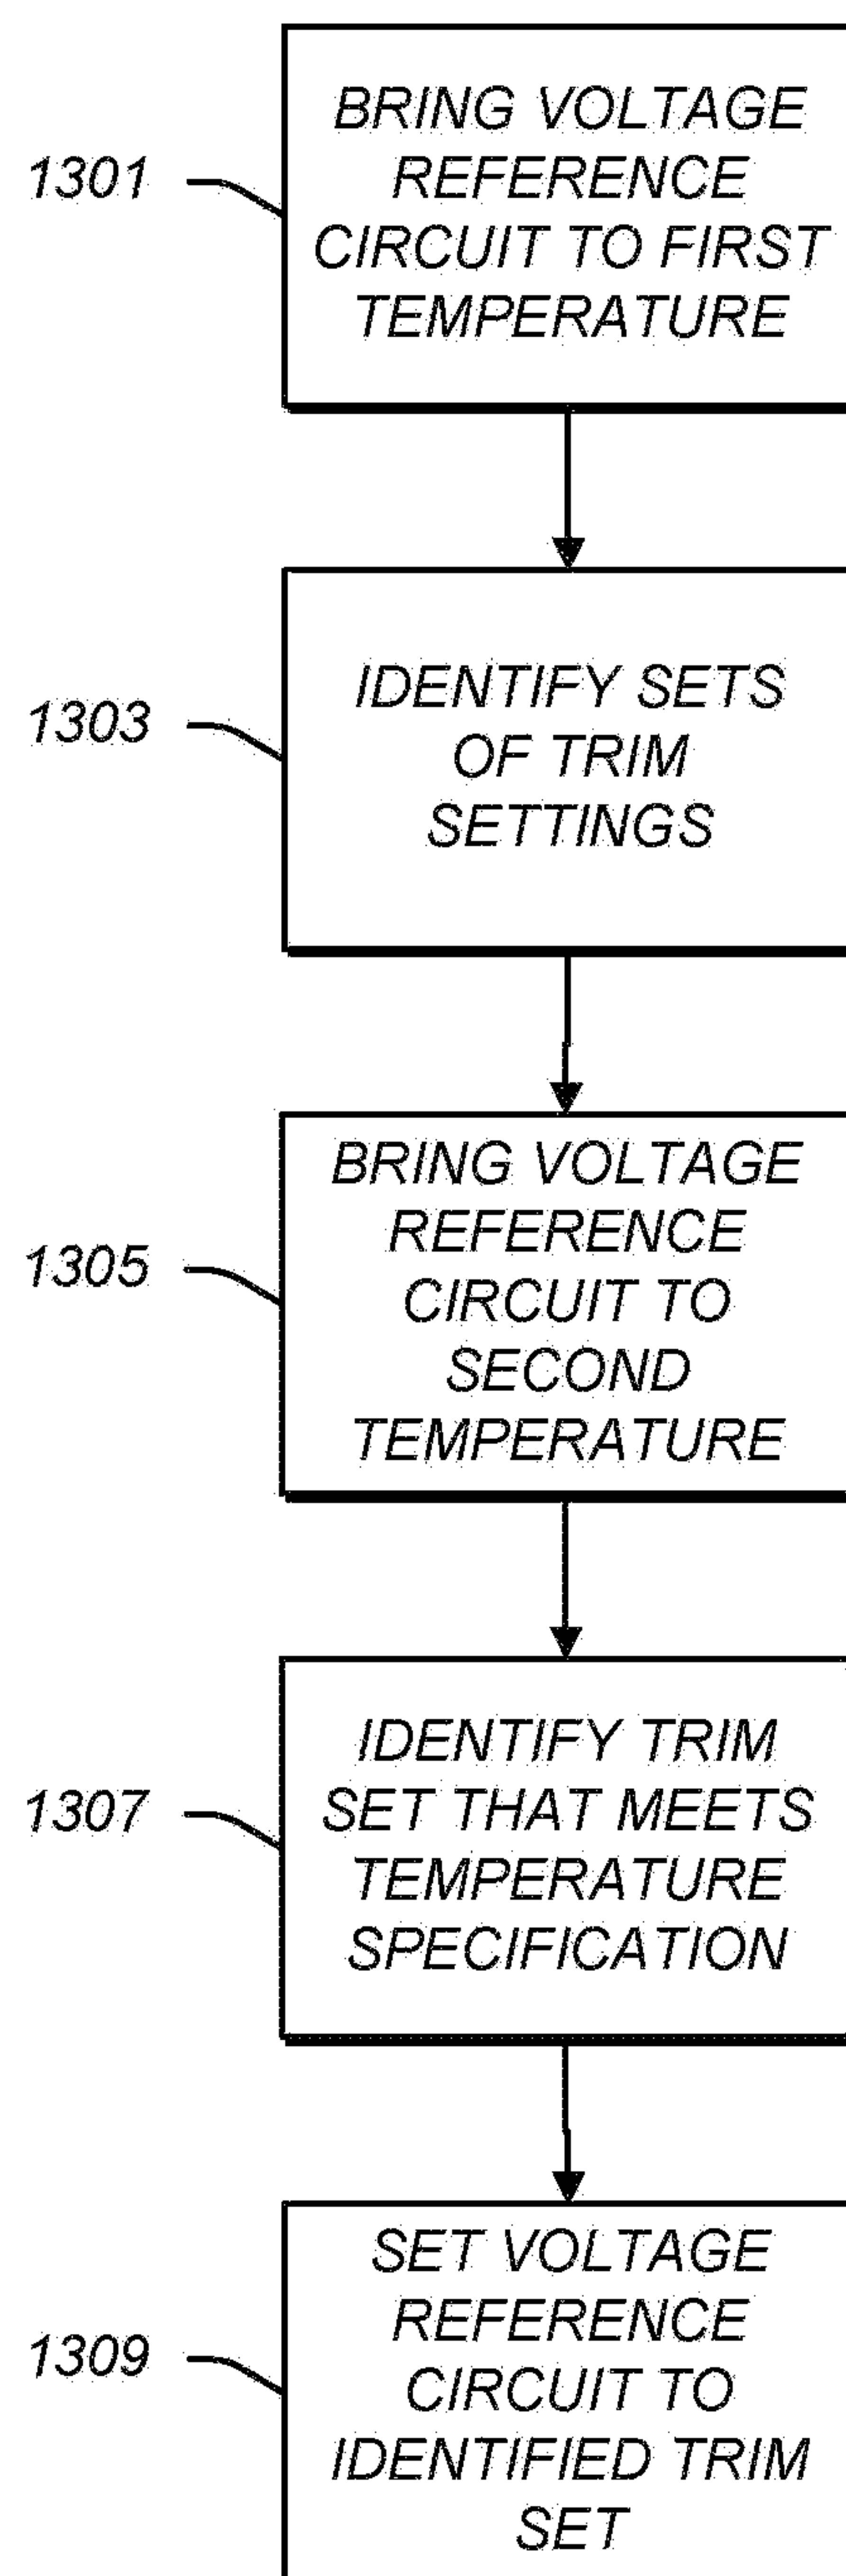 BRING VOLTAGE
REFERENCE
1301
CIRCUIT TO FIRST
TEMPERATURE
IDENTIFY SETS
1303
OF TRIM
SETTINGS
BRING VOLTAGE
REFERENCE
1305
CIRCUIT TO
SECOND
TEMPERATURE
IDENTIFY TRIM
1307
SET THAT MEETS
TEMPERATURE
SPECIFICATION
SET VOLTAGE
REFERENCE
1309
CIRCUIT TO
IDENTIFIED TRIM
SET